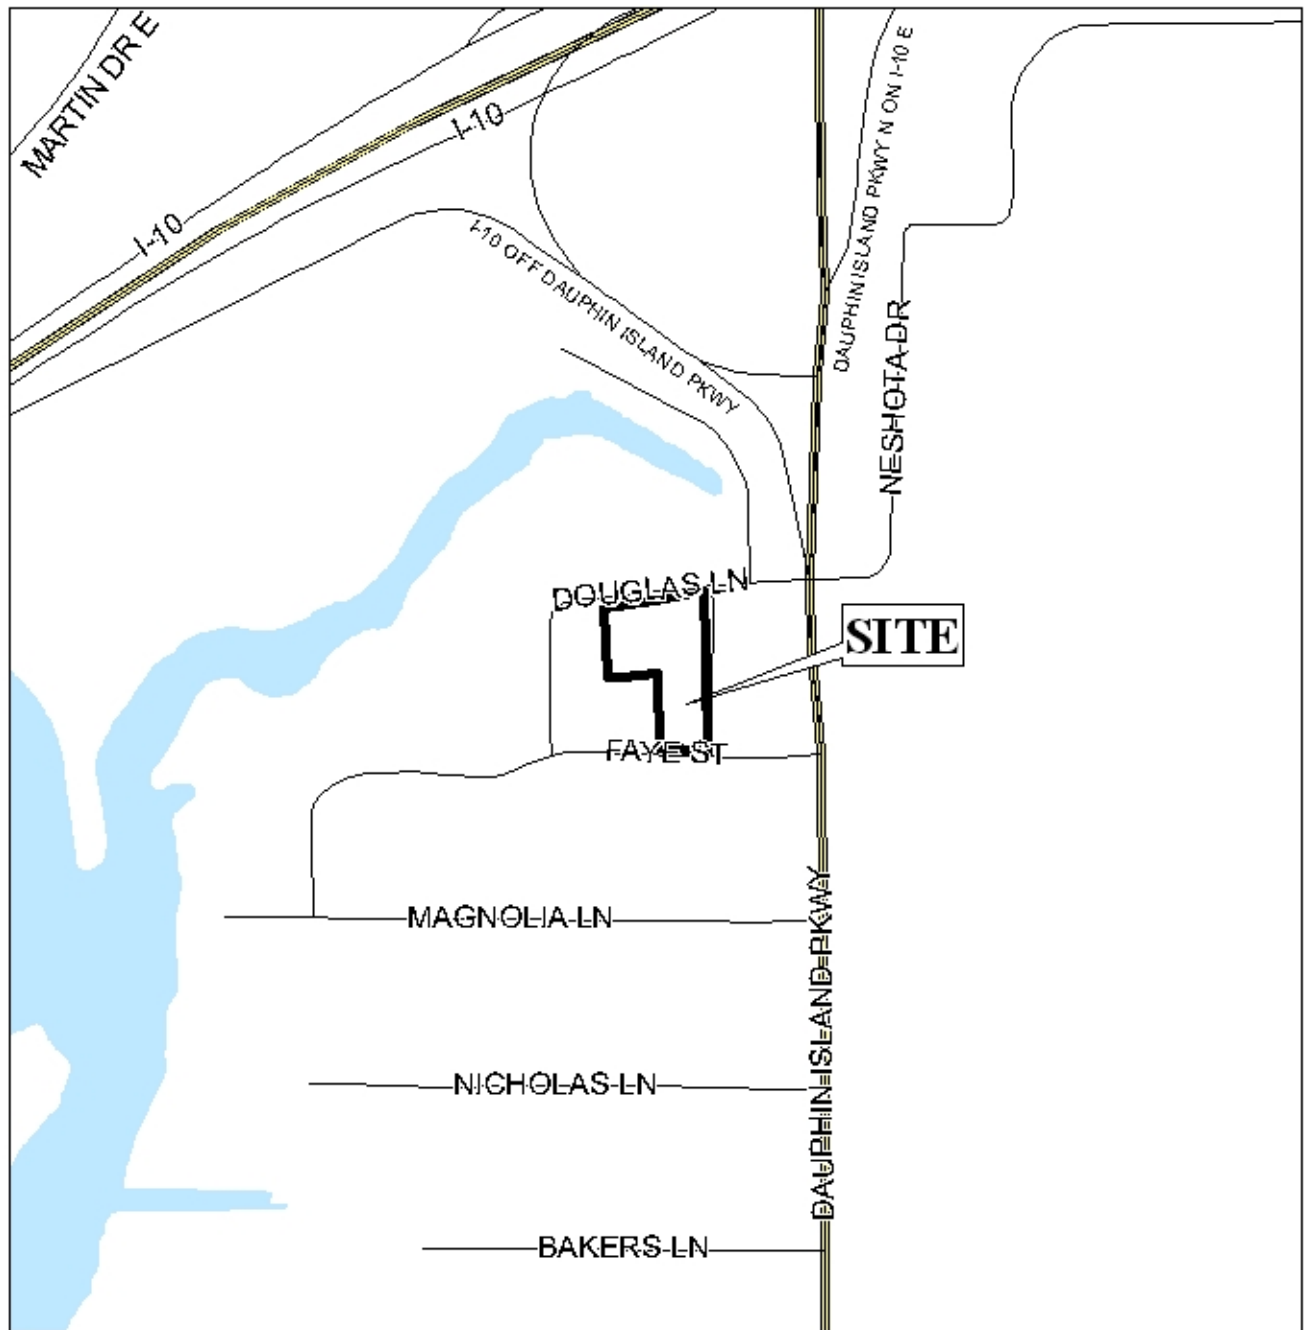 MARTIN DR E
I-10
I-10
DAUPHIN ISLAND PKWY N ON I-10 E
I-10 OFF DAUPHIN ISLAND PKWY
NESHOTA DR
DOUGLAS LN
SITE
FAYE ST
MAGNOLIA LN
DAUPHIN ISLAND PKWY
NICHOLAS LN
BAKERS LN